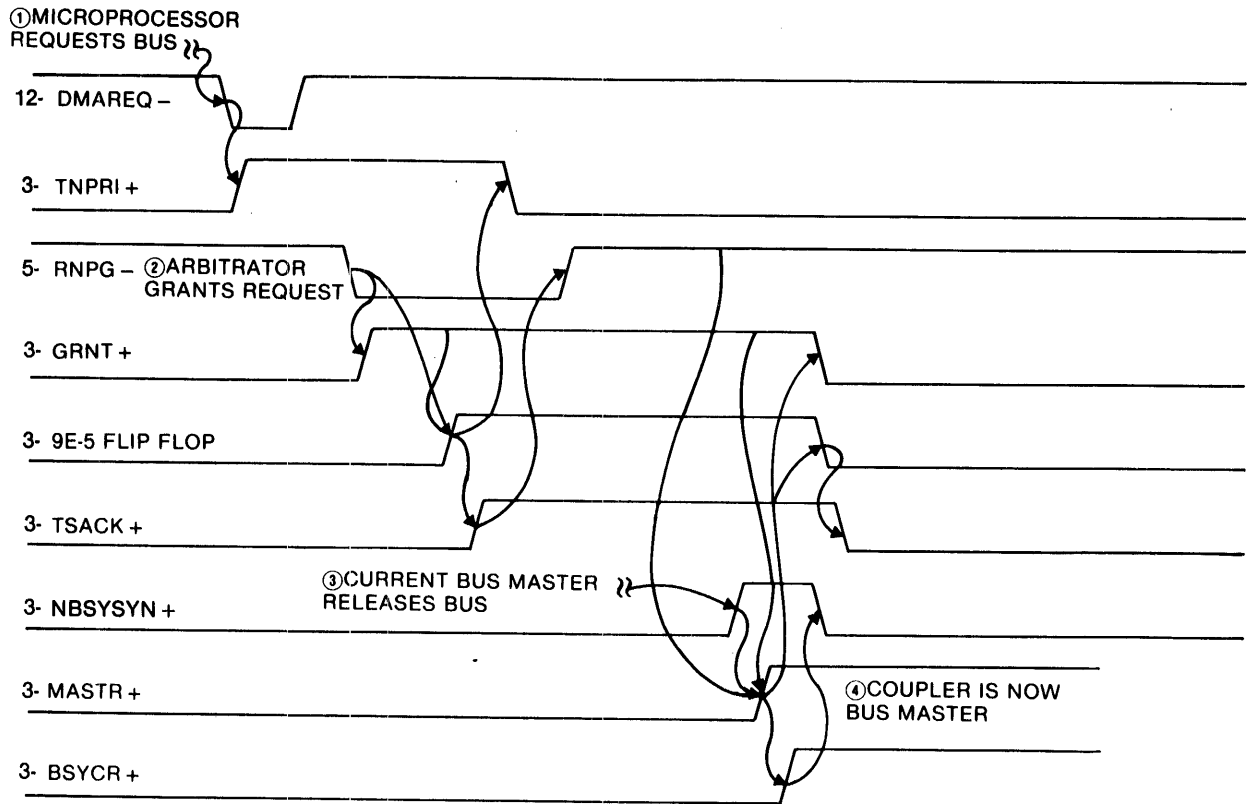 ①MICROPROCESSOR
REQUESTS BUS
12- DMAREQ –
3- TNPRI +
5- RNPG – ②ARBITRATOR
GRANTS REQUEST
3- GRNT +
3- 9E-5 FLIP FLOP
3- TSACK +
③CURRENT BUS MASTER
RELEASES BUS
3- NBSYSYN +
3- MASTR +
④COUPLER IS NOW
BUS MASTER
3- BSYCR +